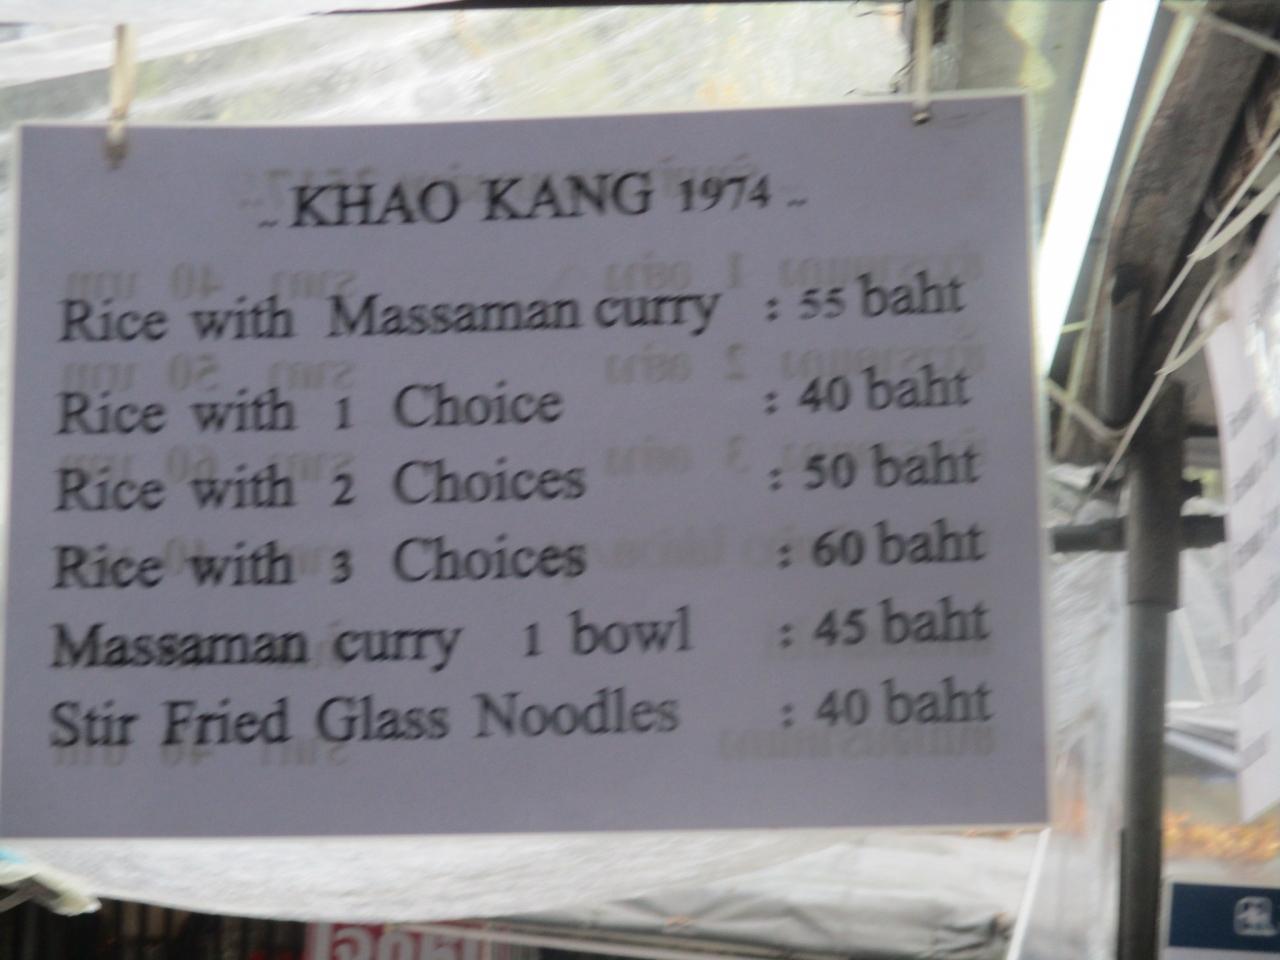 ~ KHAO KANG 1974 ~
Rice with Massaman curry : 55 baht
Rice with 1 Choice : 40 baht
Rice with 2 Choices : 50 baht
Rice with 3 Choices : 60 baht
Massaman curry 1 bowl : 45 baht
Stir Fried Glass Noodles : 40 baht